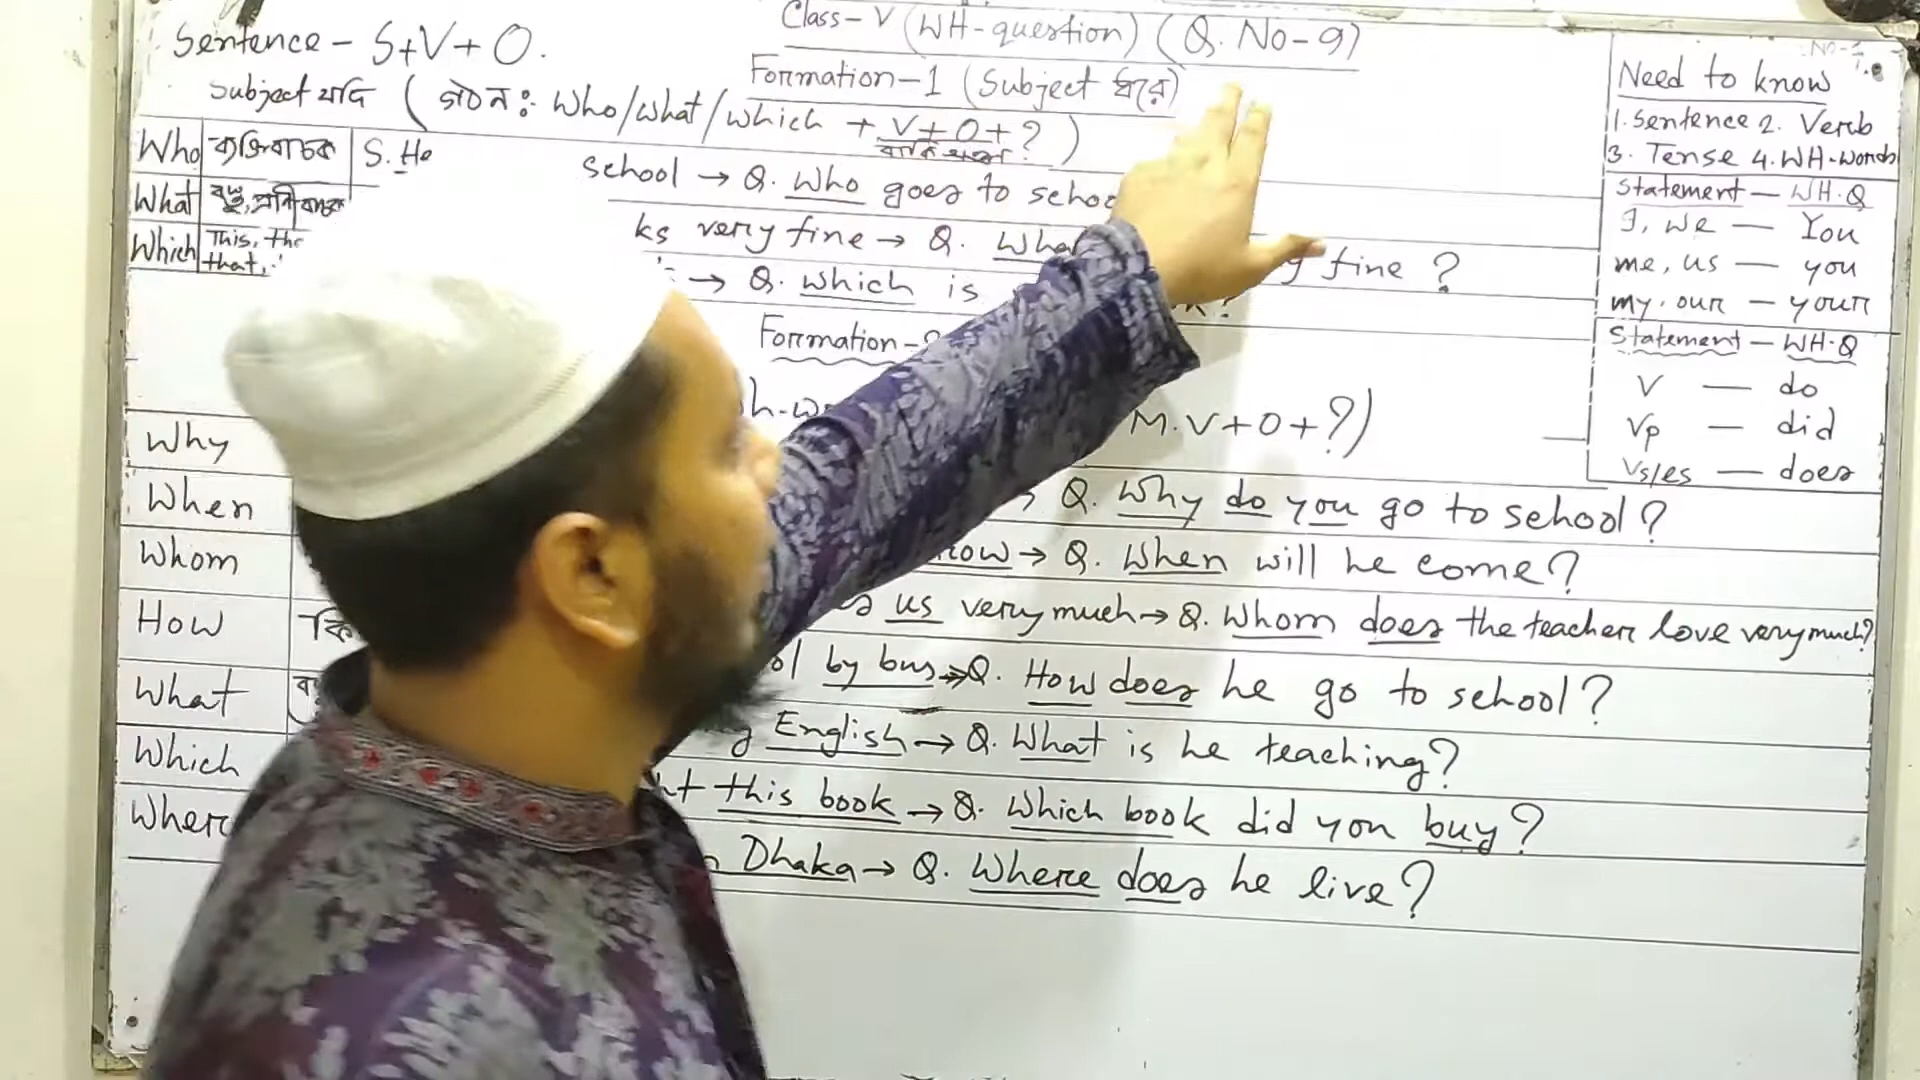 Class - V (WH-question) (Q. No-9)
Sentence - S+V+O.
Formation-1 (Subject ধরে)
Subject যদি (গঠন: Who/What/which + V+O+?)
Who ব্যক্তিবাচক S. He
school → Q. Who goes to schoo
What বস্তু, প্রাণীবাচক
ks very fine → Q. Wha fine ?
Which This, the
that,
→ Q. which is
Formation-
M.V+O+?)
Need to know
1. Sentence 2. Verb
3. Tense 4. WH-words
Statement — WH.Q
I, we — You
me, us — you
my, our — your
Statement — WH.Q
V — do
Vp — did
Vs/es — does
Why
Q. Why do you go to school?
When
→ Q. When will he come?
Whom
us very much → Q. Whom does the teacher love very much?
How কি
by bus → Q. How does he go to school?
What
English → Q. What is he teaching?
Which
this book → Q. Which book did you buy?
Where
Dhaka → Q. Where does he live?